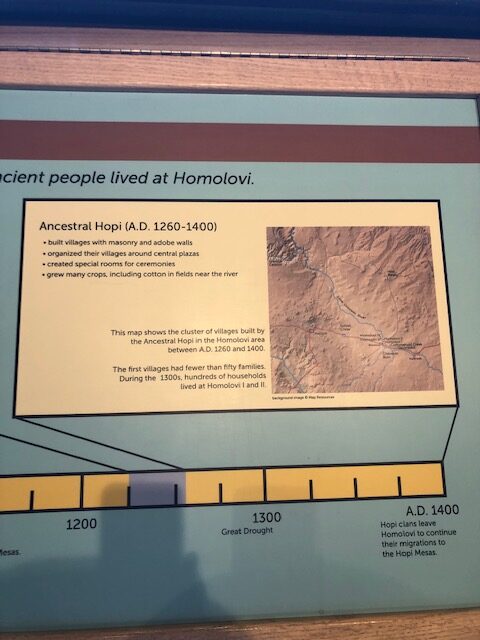 ncient people lived at Homolovi.
Ancestral Hopi (A.D. 1260-1400)
• built villages with masonry and adobe walls
• organized their villages around central plazas
• created special rooms for ceremonies
• grew many crops, including cotton in fields near the river
This map shows the cluster of villages built by
the Ancestral Hopi in the Homolovi area
between A.D. 1260 and 1400.
The first villages had fewer than fifty families.
During the 1300s, hundreds of households
lived at Homolovi I and II.
background image © Map Resources
1200
1300
A.D. 1400
Great Drought
Hopi clans leave
Homolovi to continue
their migrations to
the Hopi Mesas.
Mesas.